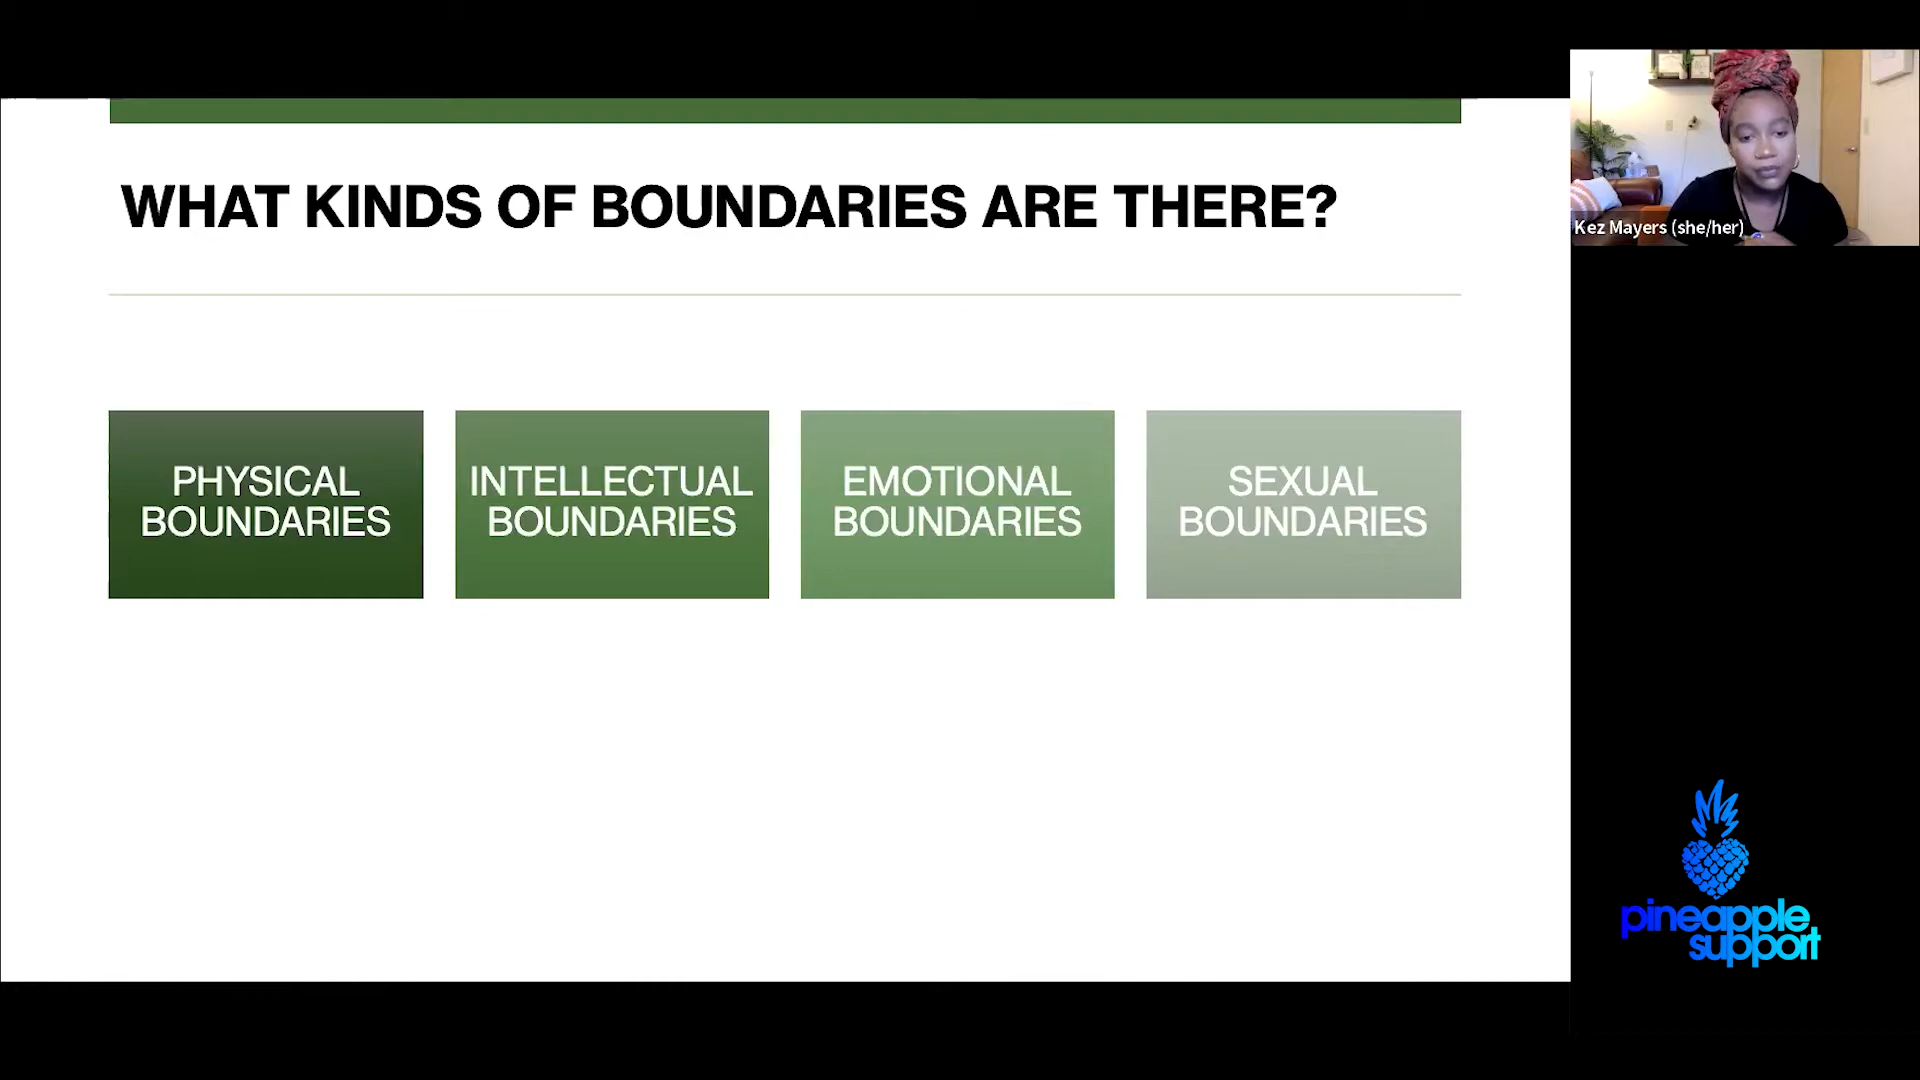 WHAT KINDS OF BOUNDARIES ARE THERE?
PHYSICAL
BOUNDARIES
INTELLECTUAL
BOUNDARIES
EMOTIONAL
BOUNDARIES
SEXUAL
BOUNDARIES
Kez Mayers (she/her)
pineapple
support